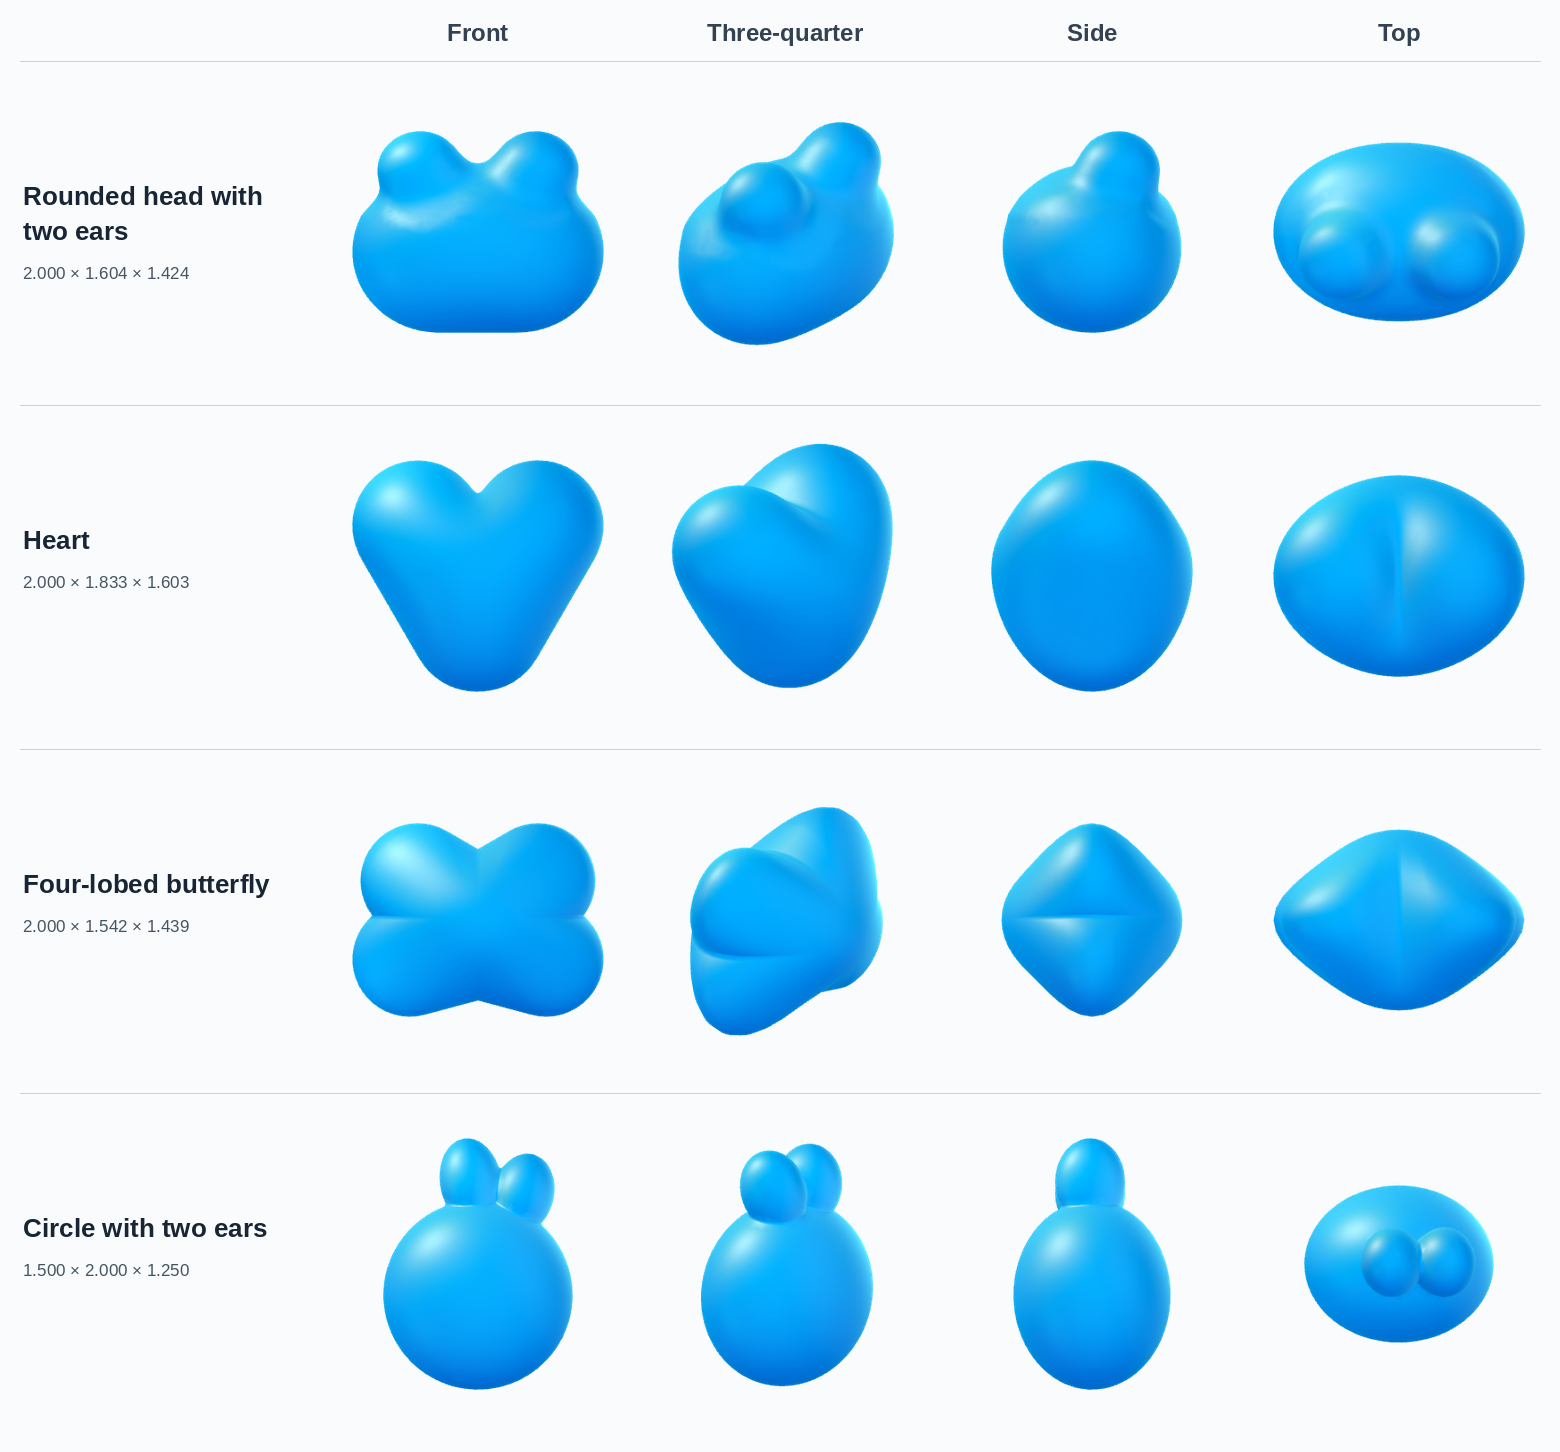 Front Three-quarter Side Top
Rounded head with
two ears
2.000 × 1.604 × 1.424
Heart
2.000 × 1.833 × 1.603
Four-lobed butterfly
2.000 × 1.542 × 1.439
Circle with two ears
1.500 × 2.000 × 1.250